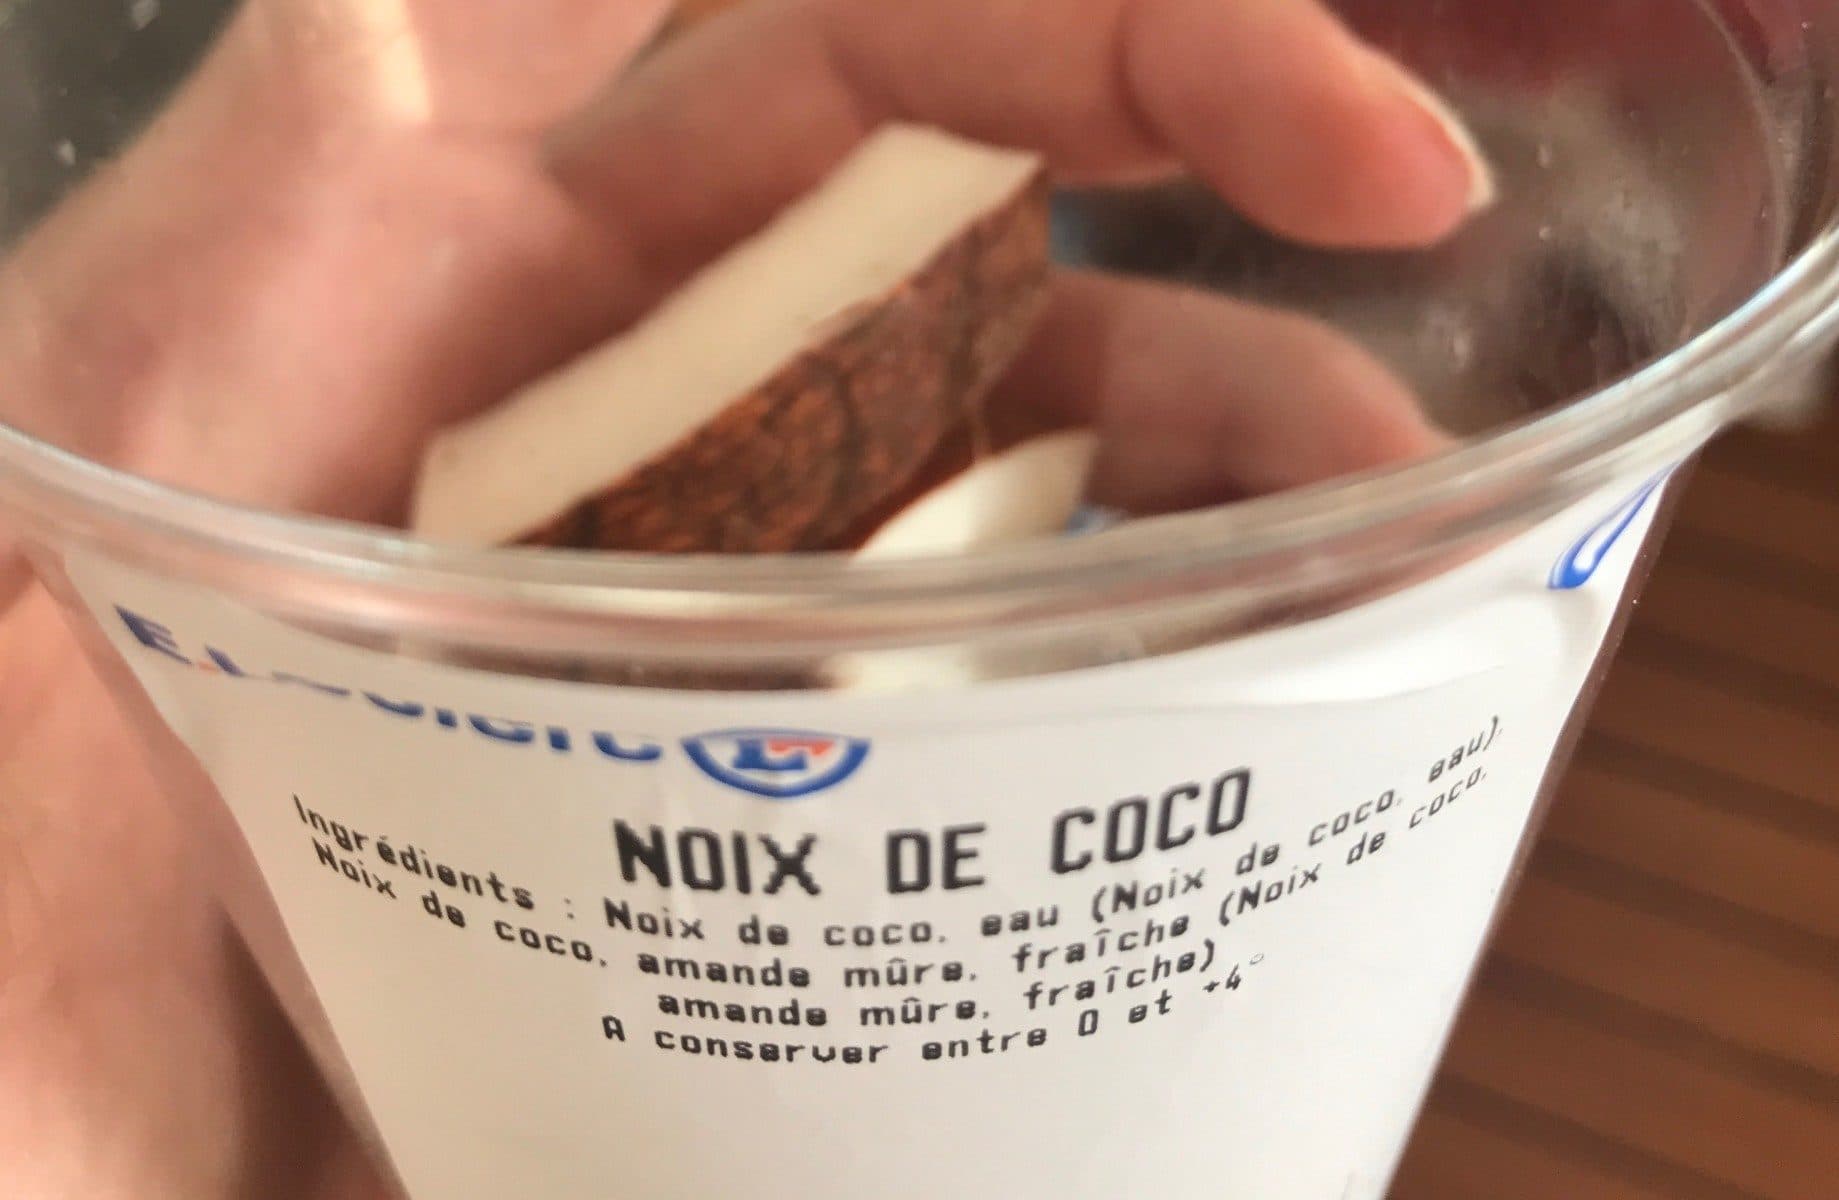 NOIX DE COCO
Ingrédients : Noix de coco, eau (Noix de coco, eau),
Noix de coco, amande mûre, fraîche (Noix de coco,
amande mûre, fraîche)
A conserver entre 0 et +4°